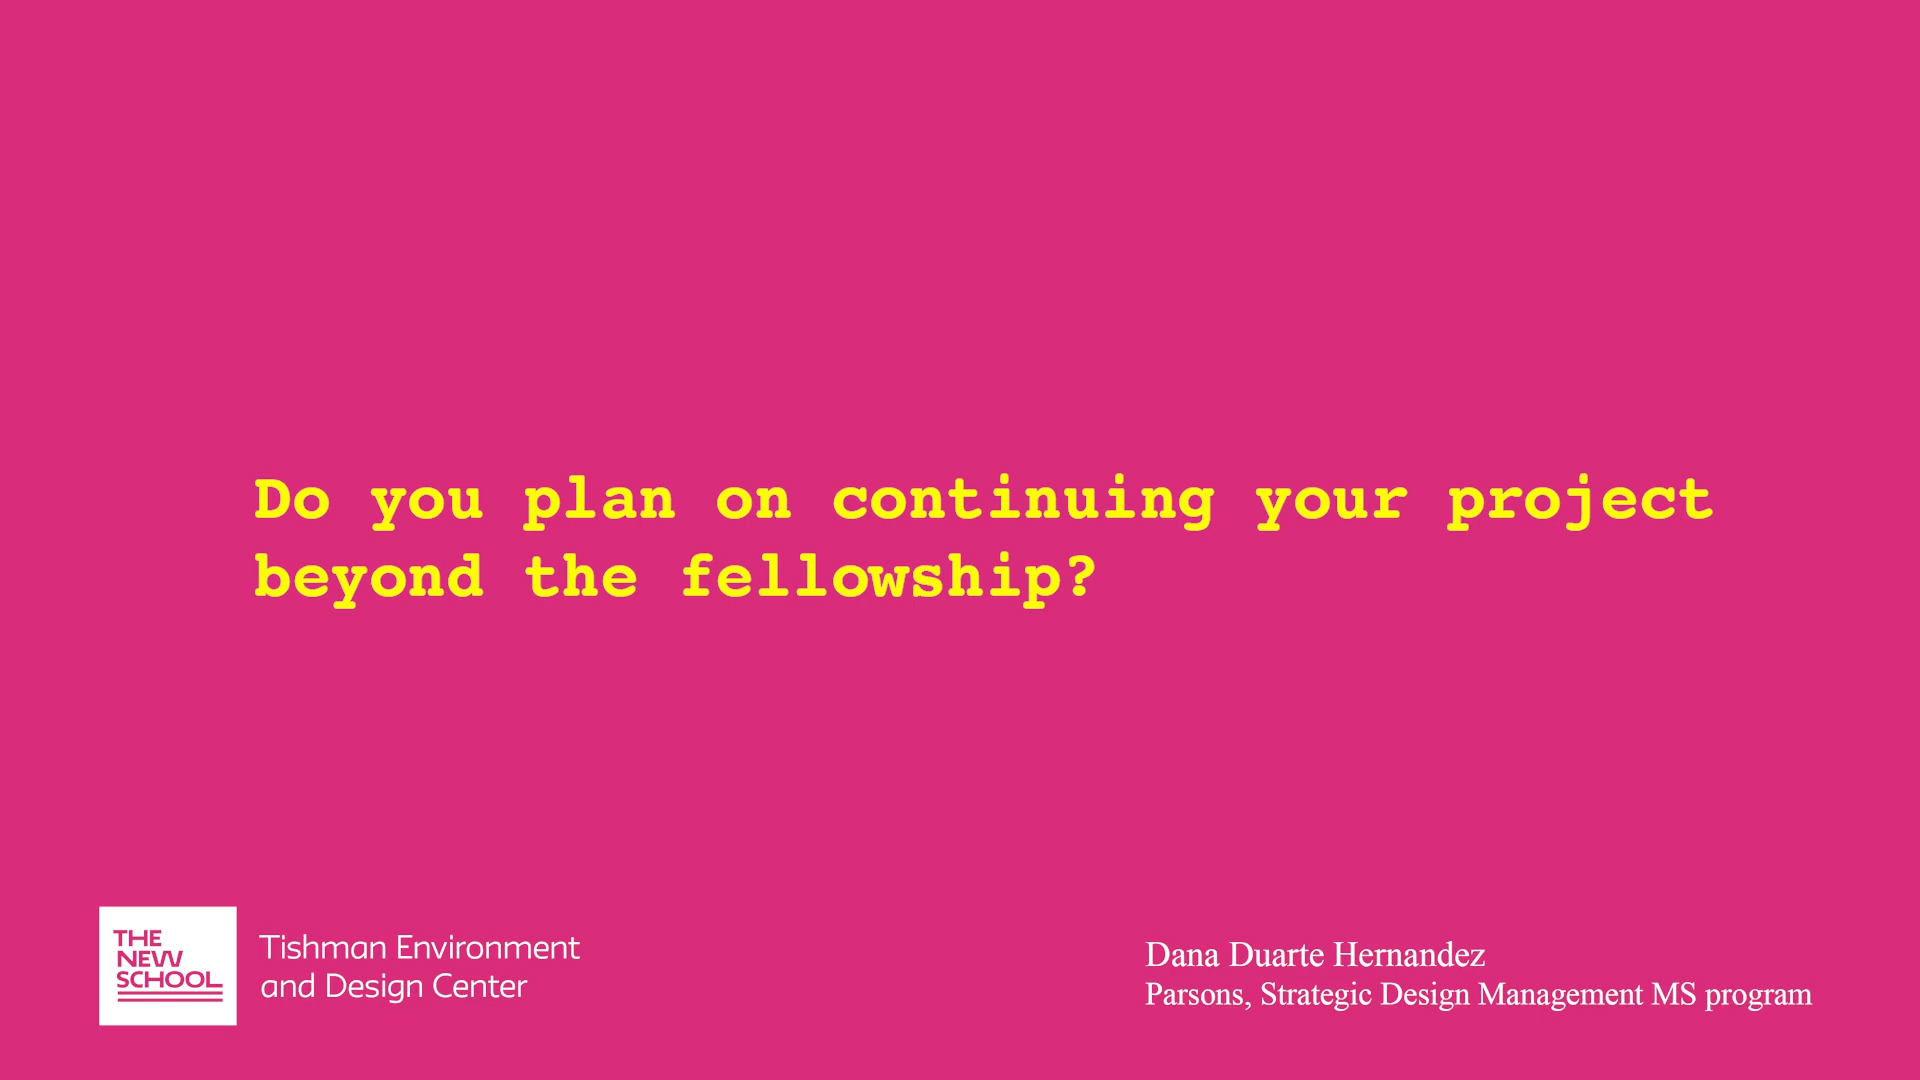 Do you plan on continuing your project
beyond the fellowship?
THE
NEW
SCHOOL
Tishman Environment
and Design Center
Dana Duarte Hernandez
Parsons, Strategic Design Management MS program